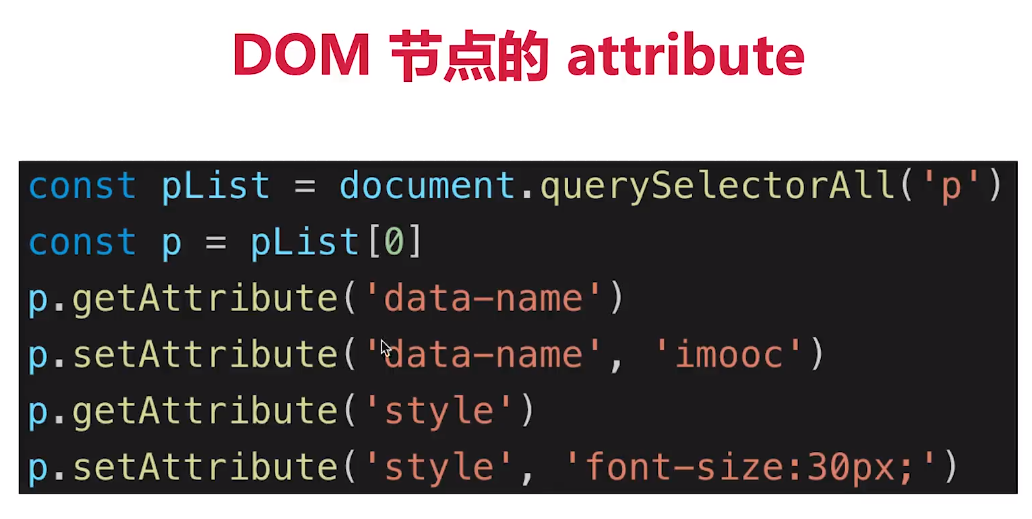 DOM 节点的 attribute
const pList = document.querySelectorAll('p')
const p = pList[0]
p.getAttribute('data-name')
p.setAttribute('data-name', 'imooc')
p.getAttribute('style')
p.setAttribute('style', 'font-size:30px;')